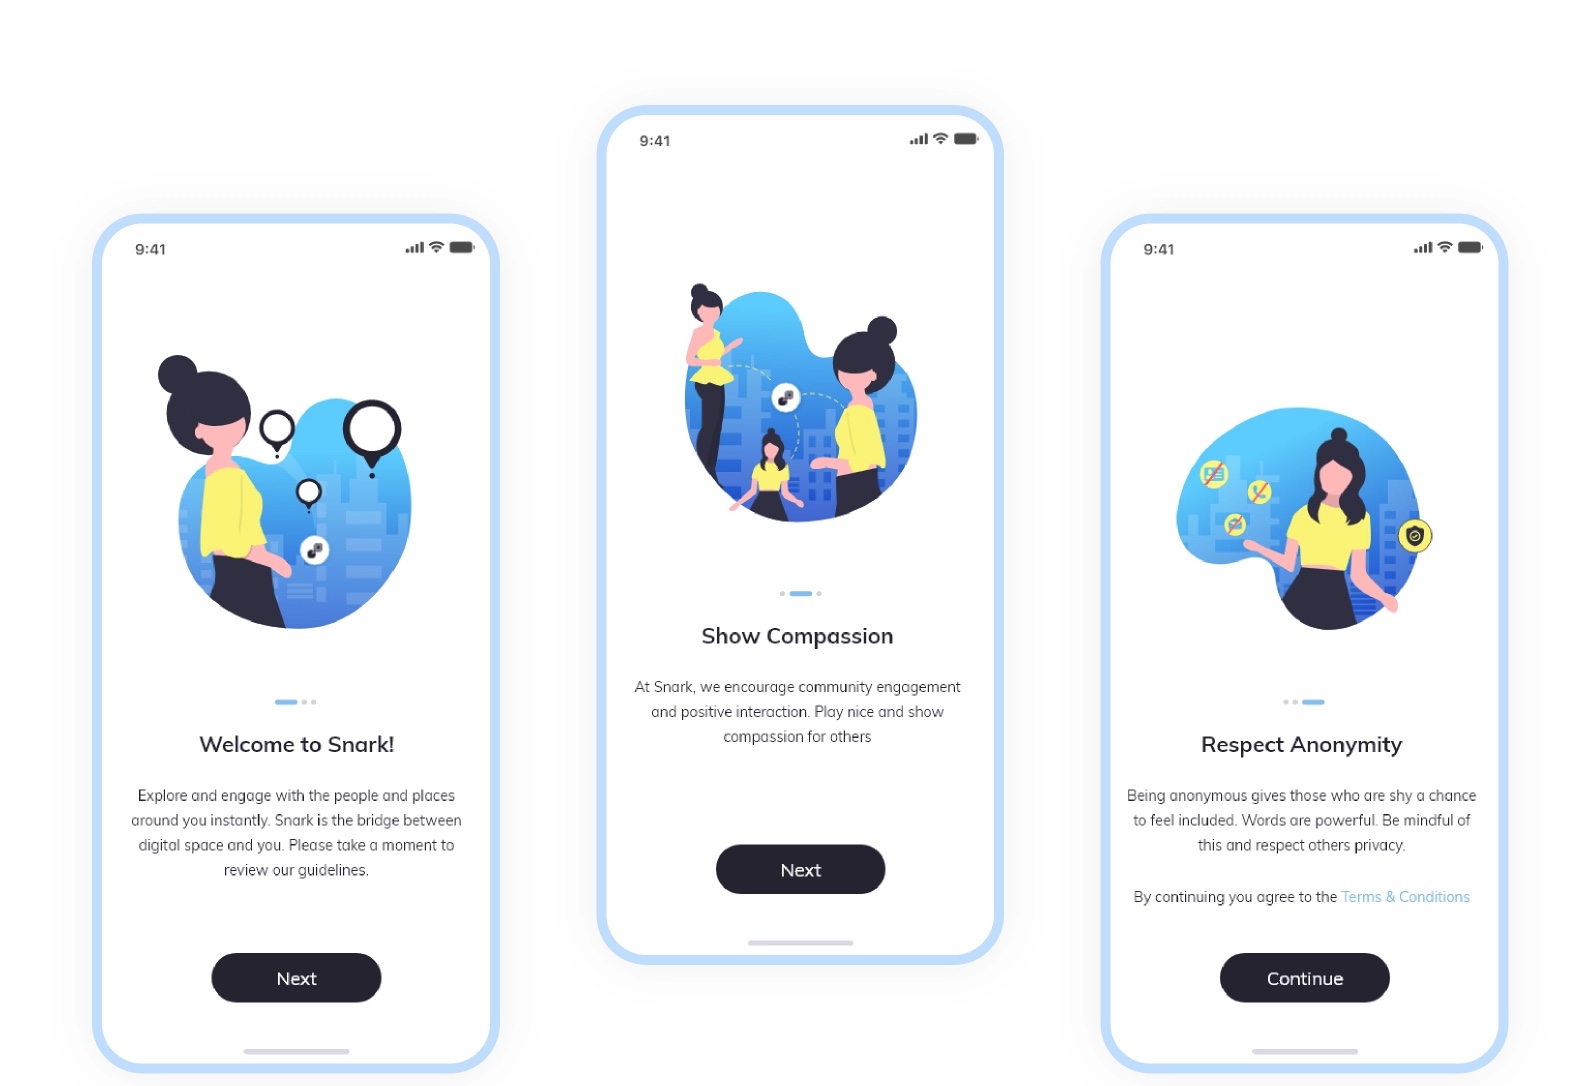 9:41
Welcome to Snark!
Explore and engage with the people and places
around you instantly. Snark is the bridge between
digital space and you. Please take a moment to
review our guidelines.
Next
9:41
Show Compassion
At Snark, we encourage community engagement
and positive interaction. Play nice and show
compassion for others
Next
9:41
Respect Anonymity
Being anonymous gives those who are shy a chance
to feel included. Words are powerful. Be mindful of
this and respect others privacy.
By continuing you agree to the Terms & Conditions
Continue